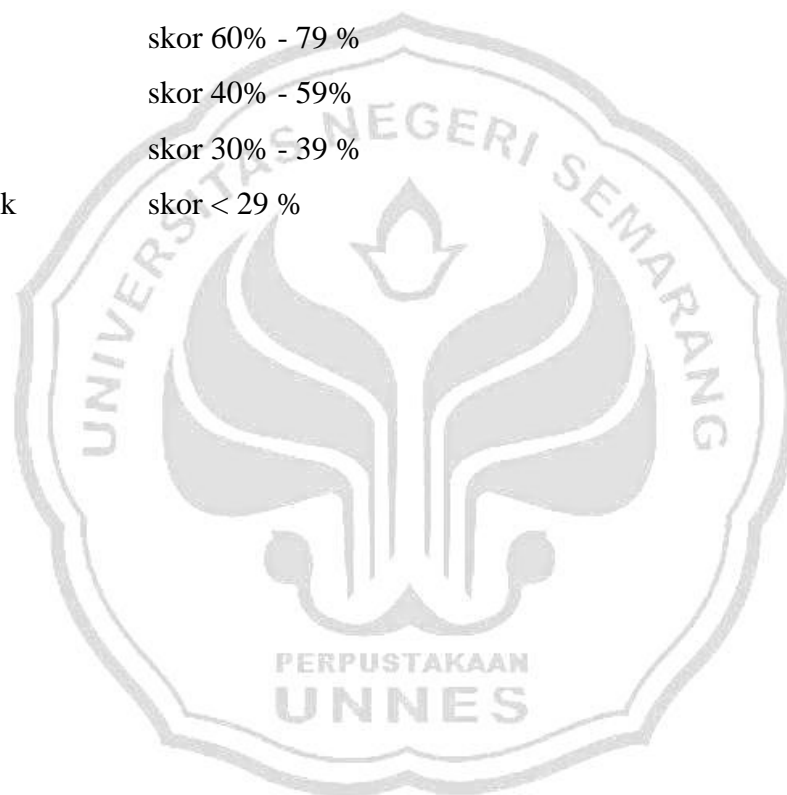 skor 60% - 79 %
skor 40% - 59%
skor 30% - 39 %
k skor < 29 %
UNIVERSITAS NEGERI SEMARANG
PERPUSTAKAAN
UNNES